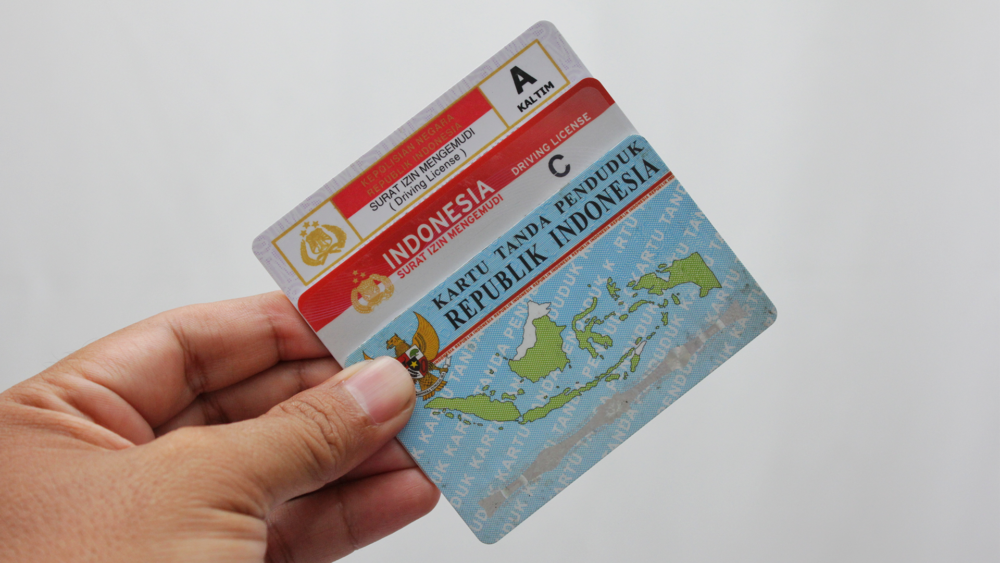 A
KALTIM
KEPOLISIAN NEGARA
REPUBLIK INDONESIA
SURAT IZIN MENGEMUDI
( Driving License )
DRIVING LICENSE
C
INDONESIA
SURAT IZIN MENGEMUDI
KARTU TANDA PENDUDUK
REPUBLIK INDONESIA